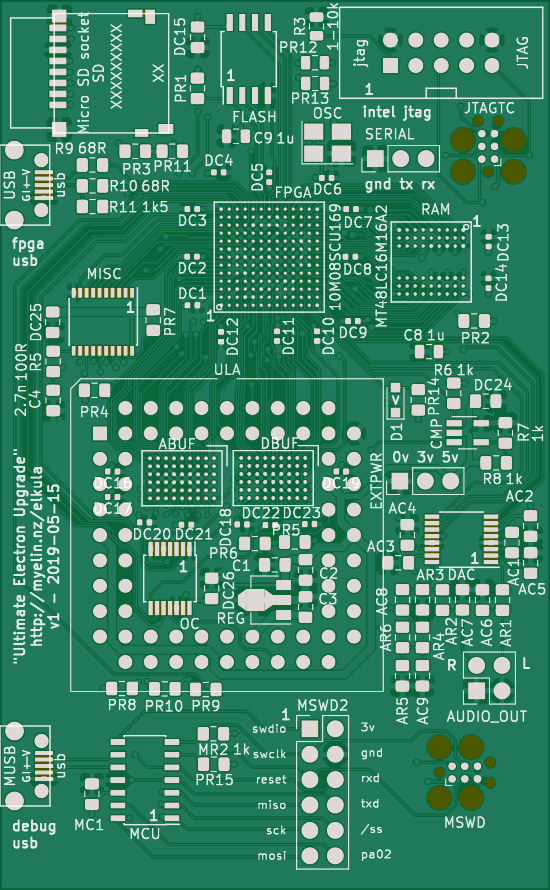 Micro SD socket
SD
XXXXXXXXX
XX
DC15
PR1
1
FLASH
R3
1-10k
PR12
PR13
jtag
1
JTAG
intel jtag
JTAGTC
OSC
SERIAL
gnd tx rx
C9 1u
R9 68R
PR3
PR11
R10 68R
R11 1k5
USB
G I + V
usb
fpga
usb
DC4
DC5
DC6
FPGA
DC3
DC2
DC1
DC7
DC8
DC9
10M08SCU169
1
DC12
DC11
DC10
RAM
1
MT48LC16M16A2
DC13
DC14
MISC
1
DC25
PR7
R5
100R
C4
2.7n
PR4
ULA
C8 1u
PR2
R6 1k
PR14
DC24
V
D1
CMP
R7
1k
R8 1k
0v 3v 5v
EXTPWR
ABUF
DBUF
DC16
DC17
DC19
DC20
DC21
DC18
DC22
DC23
PR6
PR5
C1
C2
C3
DC26
REG
1
OC
AC4
AC2
AC3
1
AR3
DAC
AC1
AC5
AC8
AR6
AR4
AR2
AC7
AC6
AR1
AR5
AC9
R
L
1
AUDIO_OUT
"Ultimate Electron Upgrade"
http://myelin.nz/elkula
v1 - 2019-05-15
PR8
PR10
PR9
MSWD2
1
swdio
3v
swclk
gnd
reset
rxd
miso
txd
sck
/ss
mosi
pa02
MR2 1k
PR15
MUSB
G I + V
usb
debug
usb
MC1
1
MCU
MSWD